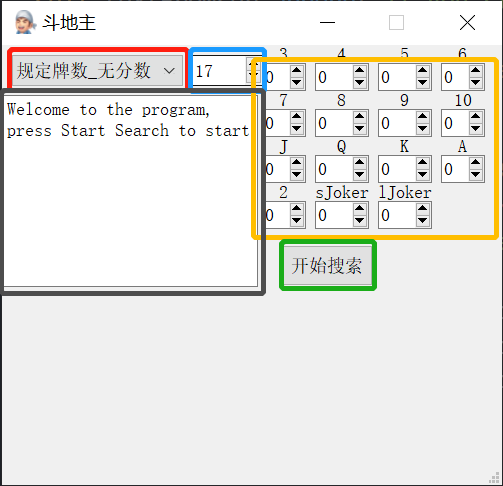 斗地主
规定牌数_无分数
17
3 4 5 6
0 0 0 0
7 8 9 10
0 0 0 0
J Q K A
0 0 0 0
2 sJoker lJoker
0 0 0
Welcome to the program,
press Start Search to start
开始搜索